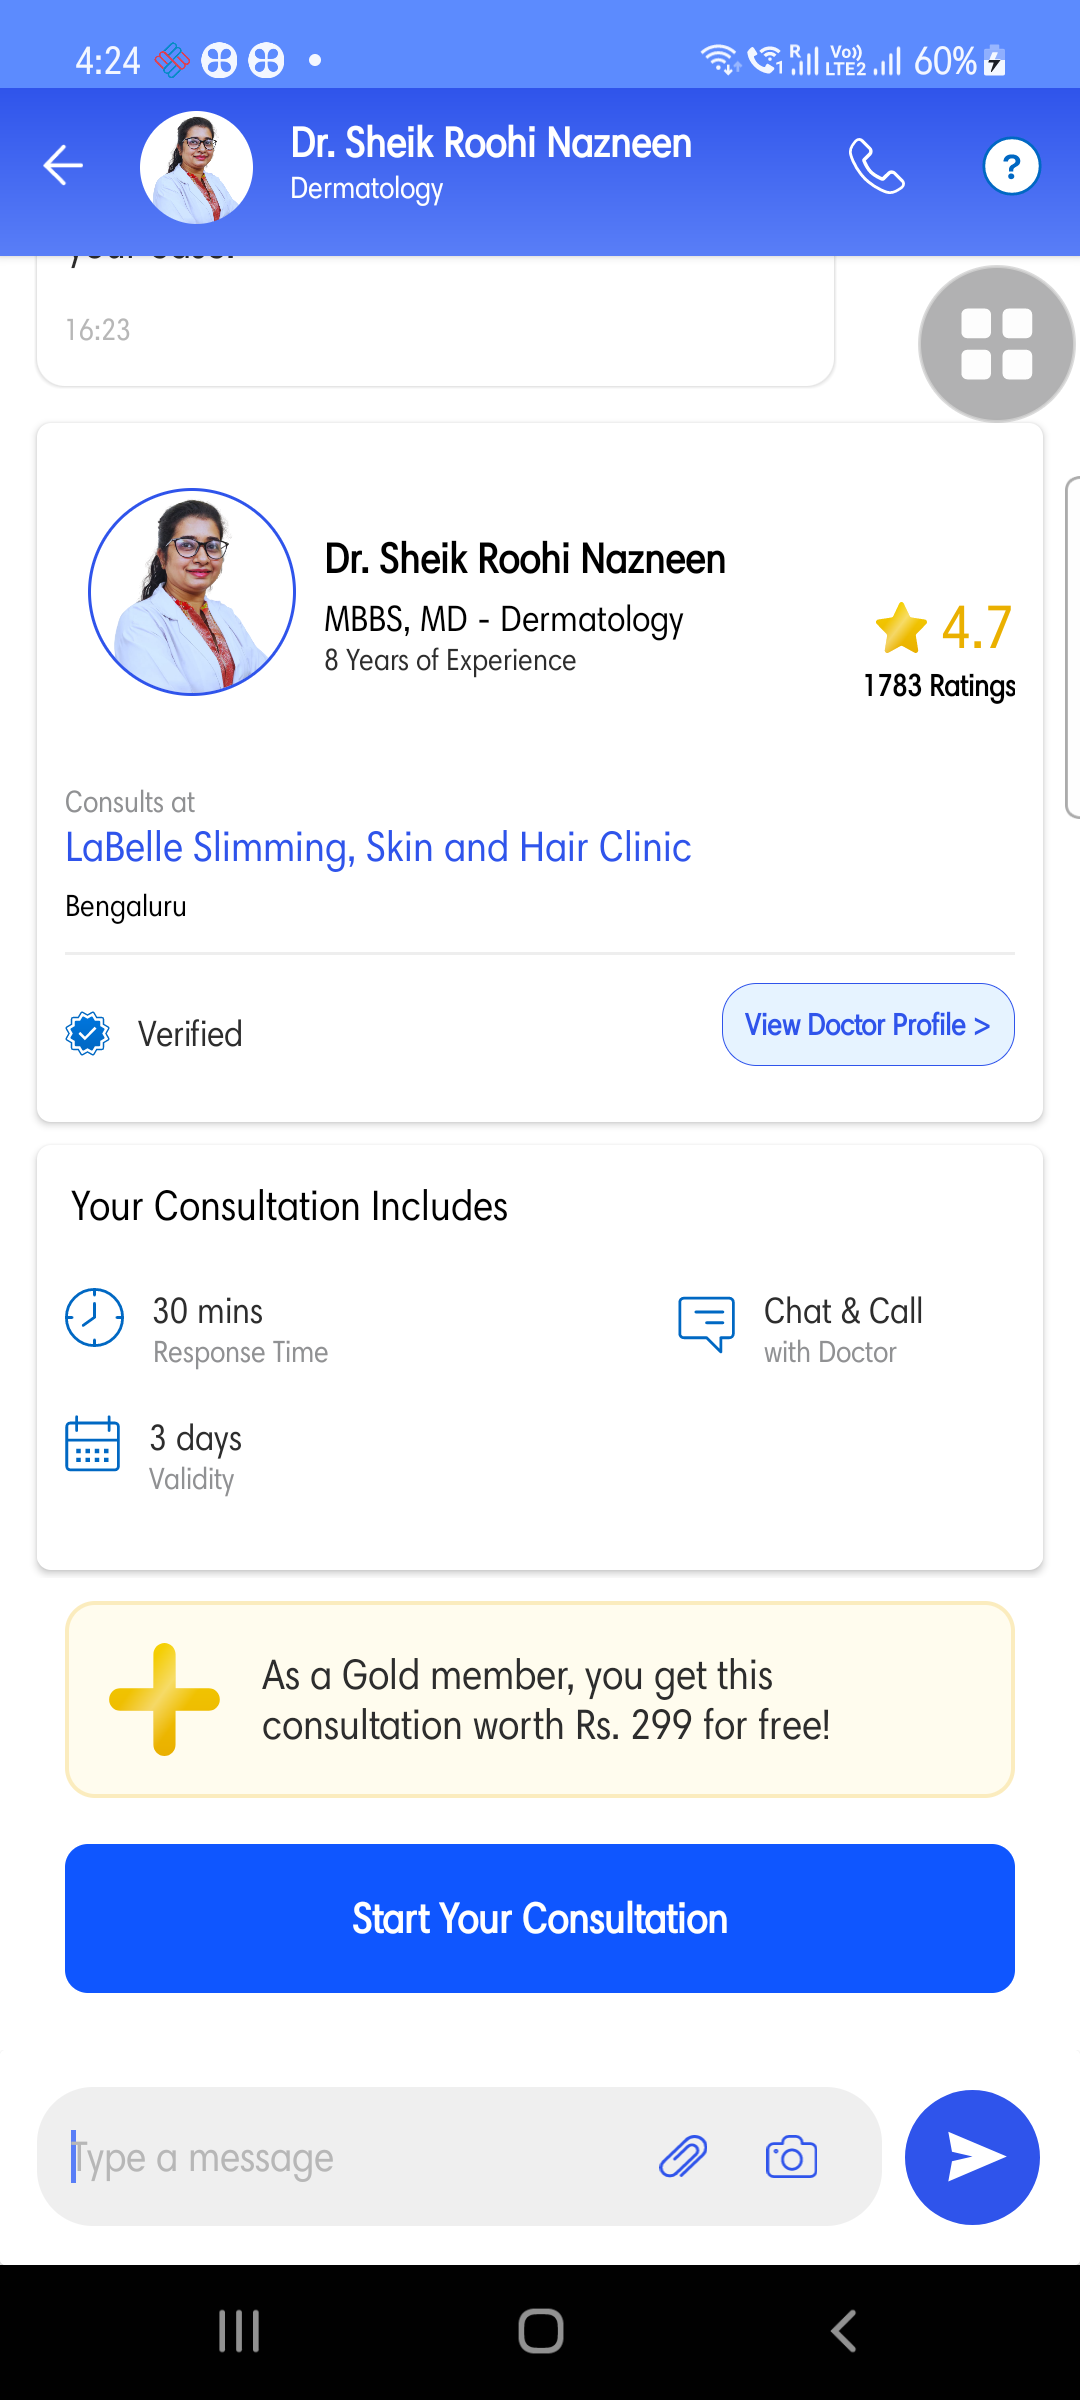 4:24
R
Vo))
LTE2
60%
Dr. Sheik Roohi Nazneen
Dermatology
?
16:23
Dr. Sheik Roohi Nazneen
MBBS, MD - Dermatology
8 Years of Experience
4.7
1783 Ratings
Consults at
LaBelle Slimming, Skin and Hair Clinic
Bengaluru
Verified
View Doctor Profile >
Your Consultation Includes
30 mins
Response Time
Chat & Call
with Doctor
3 days
Validity
As a Gold member, you get this
consultation worth Rs. 299 for free!
Start Your Consultation
Type a message